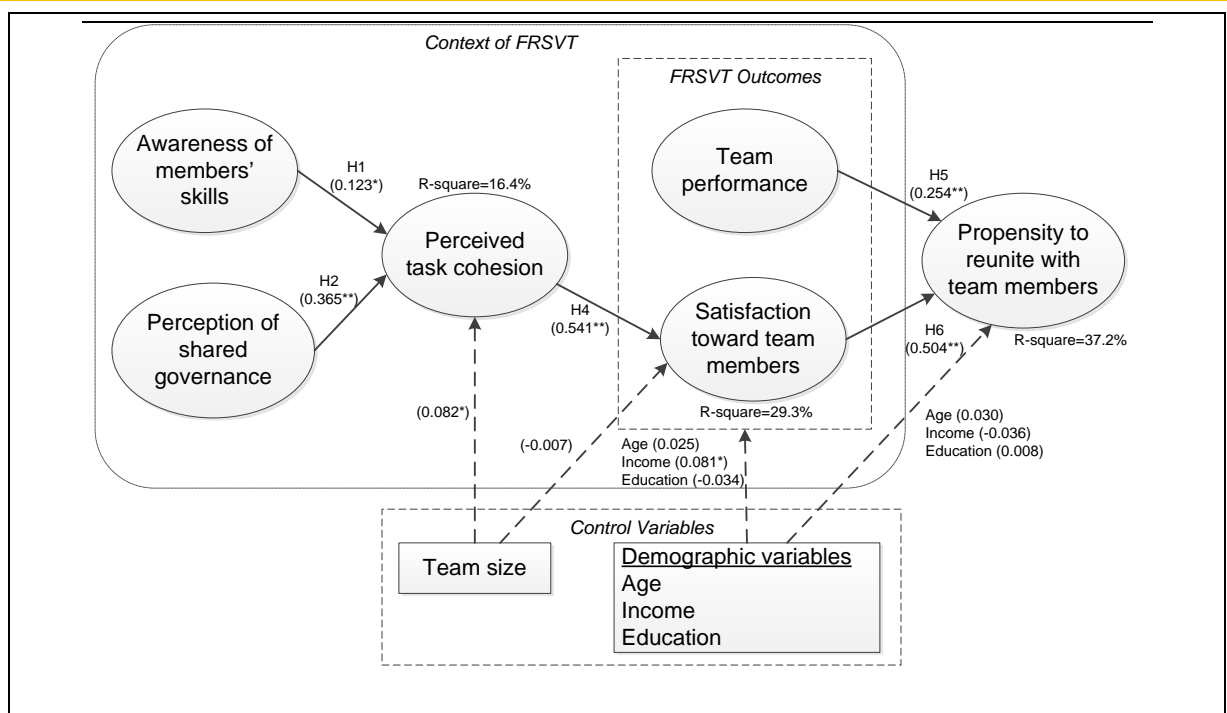 Context of FRSVT
FRSVT Outcomes
Awareness of
members’
skills
H1
(0.123*)
R-square=16.4%
Team
performance
H5
(0.254**)
Perceived
task cohesion
Propensity to
reunite with
team members
H2
(0.365**)
Perception of
shared
governance
H4
(0.541**)
Satisfaction
toward team
members
H6
(0.504**)
R-square=37.2%
R-square=29.3%
(0.082*)
(-0.007)
Age (0.025)
Income (0.081*)
Education (-0.034)
Age (0.030)
Income (-0.036)
Education (0.008)
Control Variables
Team size
Demographic variables
Age
Income
Education